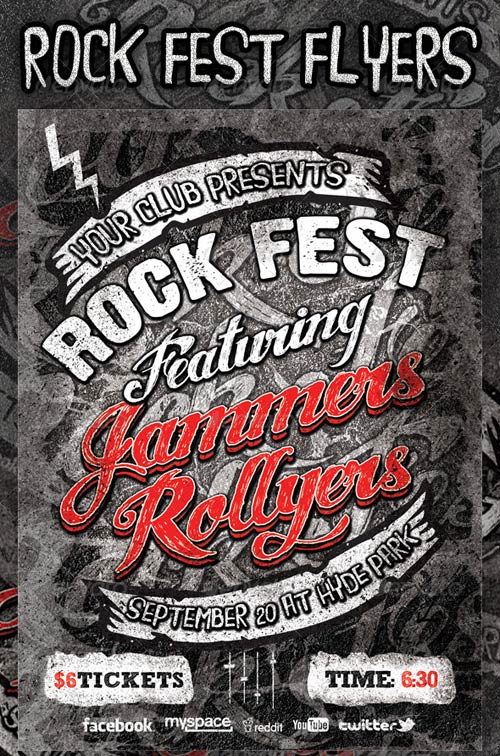 ROCK FEST FLYERS
YOUR CLUB PRESENTS
ROCK FEST
Featuring
Jammers
Rollyers
SEPTEMBER 20 AT HYDE PARK
$6TICKETS
TIME: 6:30
facebook myspace reddit YouTube twitter